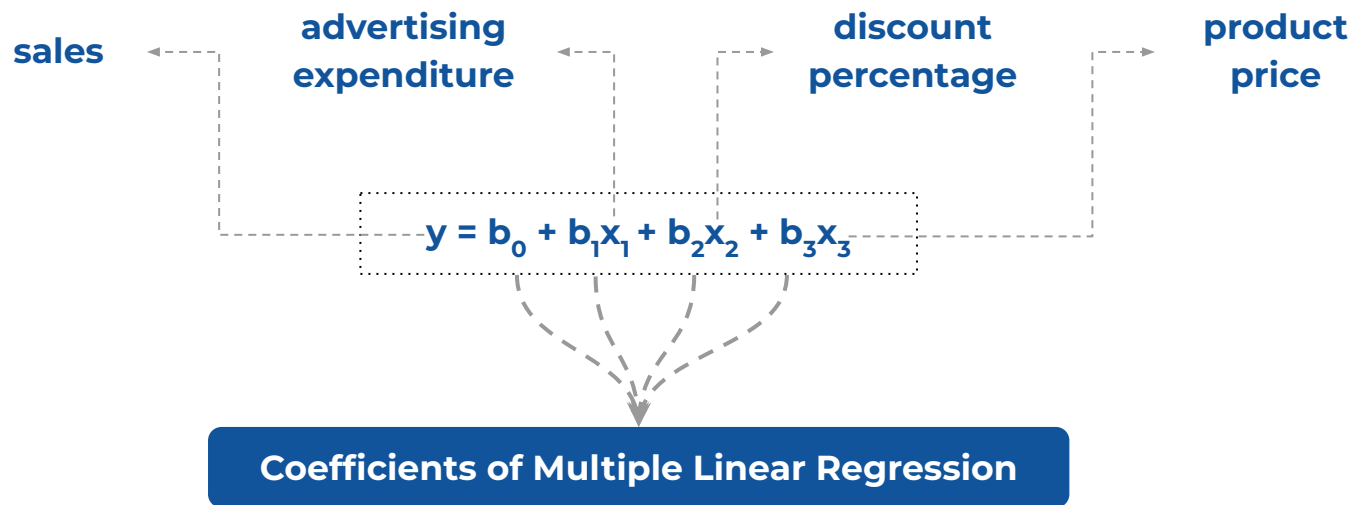 sales
advertising
expenditure
discount
percentage
product
price
y = b₀ + b₁x₁ + b₂x₂ + b₃x₃
Coefficients of Multiple Linear Regression